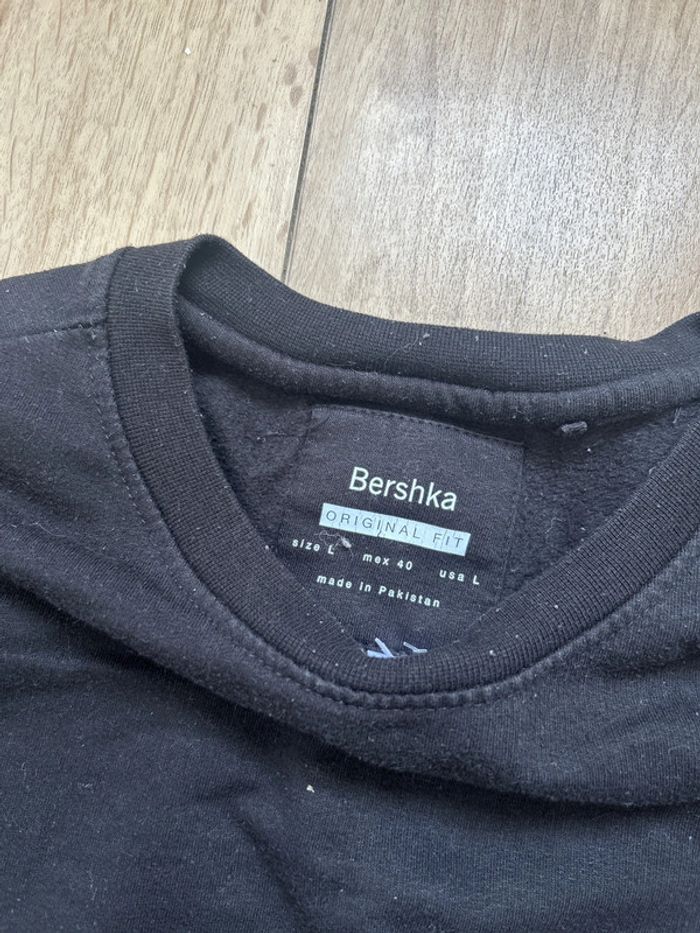 Bershka
ORIGINAL FIT
size L mex 40 usa L
made in Pakistan